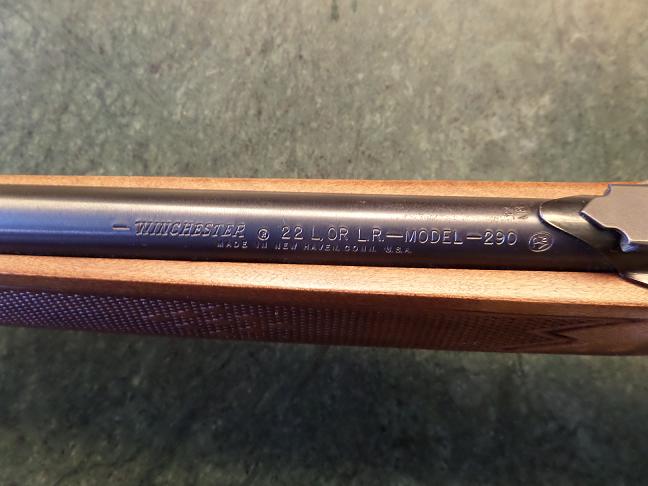 — WINCHESTER ® 22 L. OR L.R.—MODEL—290
MADE IN NEW HAVEN, CONN. U.S.A.